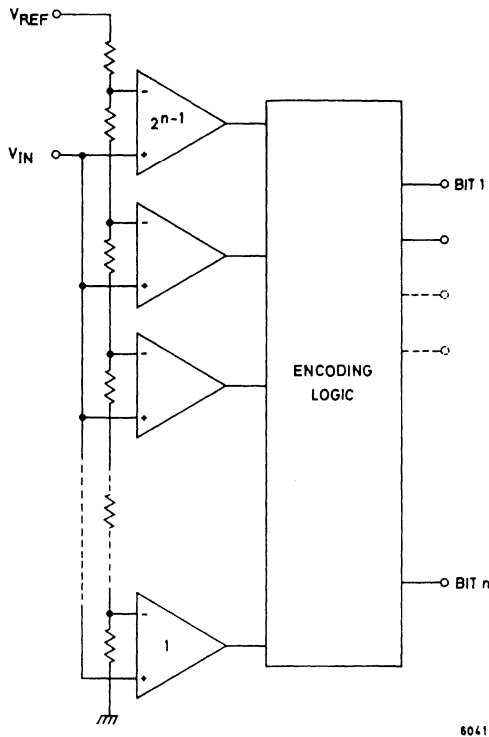 VREF
-
2n-1
+
VIN
BIT 1
-
+
-
+
ENCODING
LOGIC
-
1
+
BIT n
6041